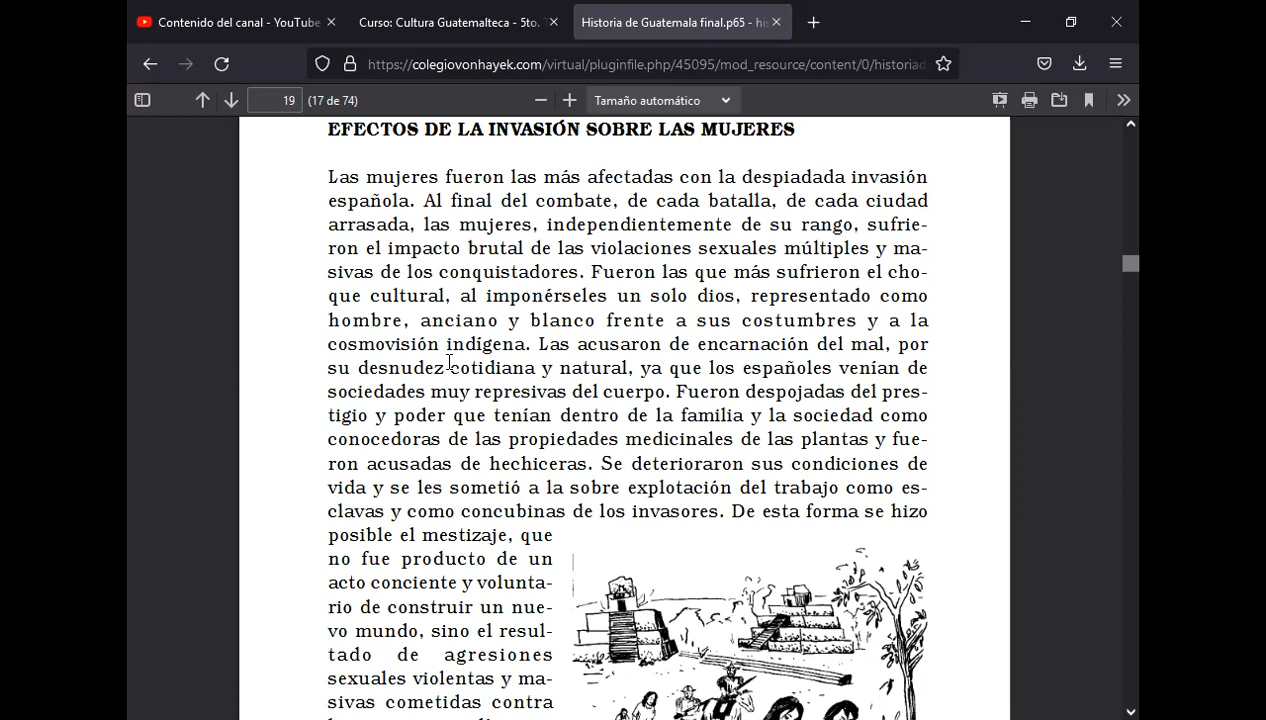 Contenido del canal - YouTube
Curso: Cultura Guatemalteca - 5to.
Historia de Guatemala final.p65 - his
https://colegiovonhayek.com/virtual/pluginfile.php/45095/mod_resource/content/0/historiad
19 (17 de 74)
Tamaño automático
EFECTOS DE LA INVASIÓN SOBRE LAS MUJERES
Las mujeres fueron las más afectadas con la despiadada invasión
española. Al final del combate, de cada batalla, de cada ciudad
arrasada, las mujeres, independientemente de su rango, sufrie-
ron el impacto brutal de las violaciones sexuales múltiples y ma-
sivas de los conquistadores. Fueron las que más sufrieron el cho-
que cultural, al imponérseles un solo dios, representado como
hombre, anciano y blanco frente a sus costumbres y a la
cosmovisión indígena. Las acusaron de encarnación del mal, por
su desnudez cotidiana y natural, ya que los españoles venían de
sociedades muy represivas del cuerpo. Fueron despojadas del pres-
tigio y poder que tenían dentro de la familia y la sociedad como
conocedoras de las propiedades medicinales de las plantas y fue-
ron acusadas de hechiceras. Se deterioraron sus condiciones de
vida y se les sometió a la sobre explotación del trabajo como es-
clavas y como concubinas de los invasores. De esta forma se hizo
posible el mestizaje, que
no fue producto de un
acto conciente y volunta-
rio de construir un nue-
vo mundo, sino el resul-
tado de agresiones
sexuales violentas y ma-
sivas cometidas contra